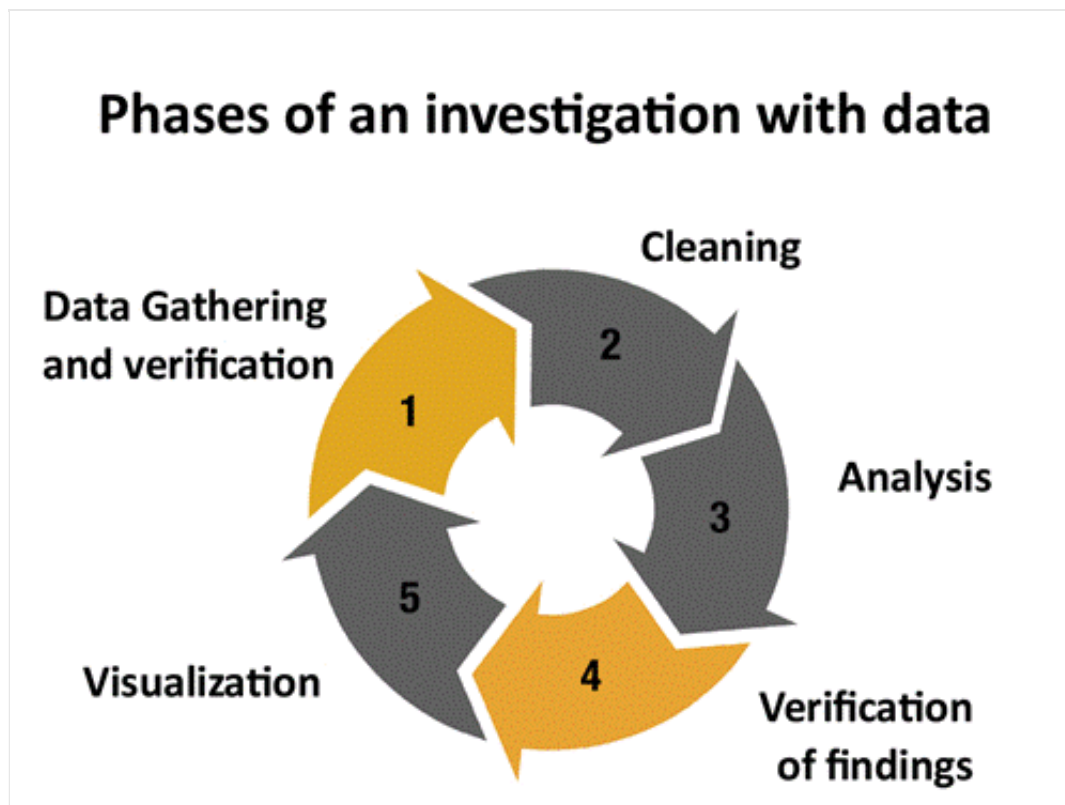 Phases of an investigation with data
Data Gathering
and verification
1
Cleaning
2
Analysis
3
Verification
of findings
4
Visualization
5